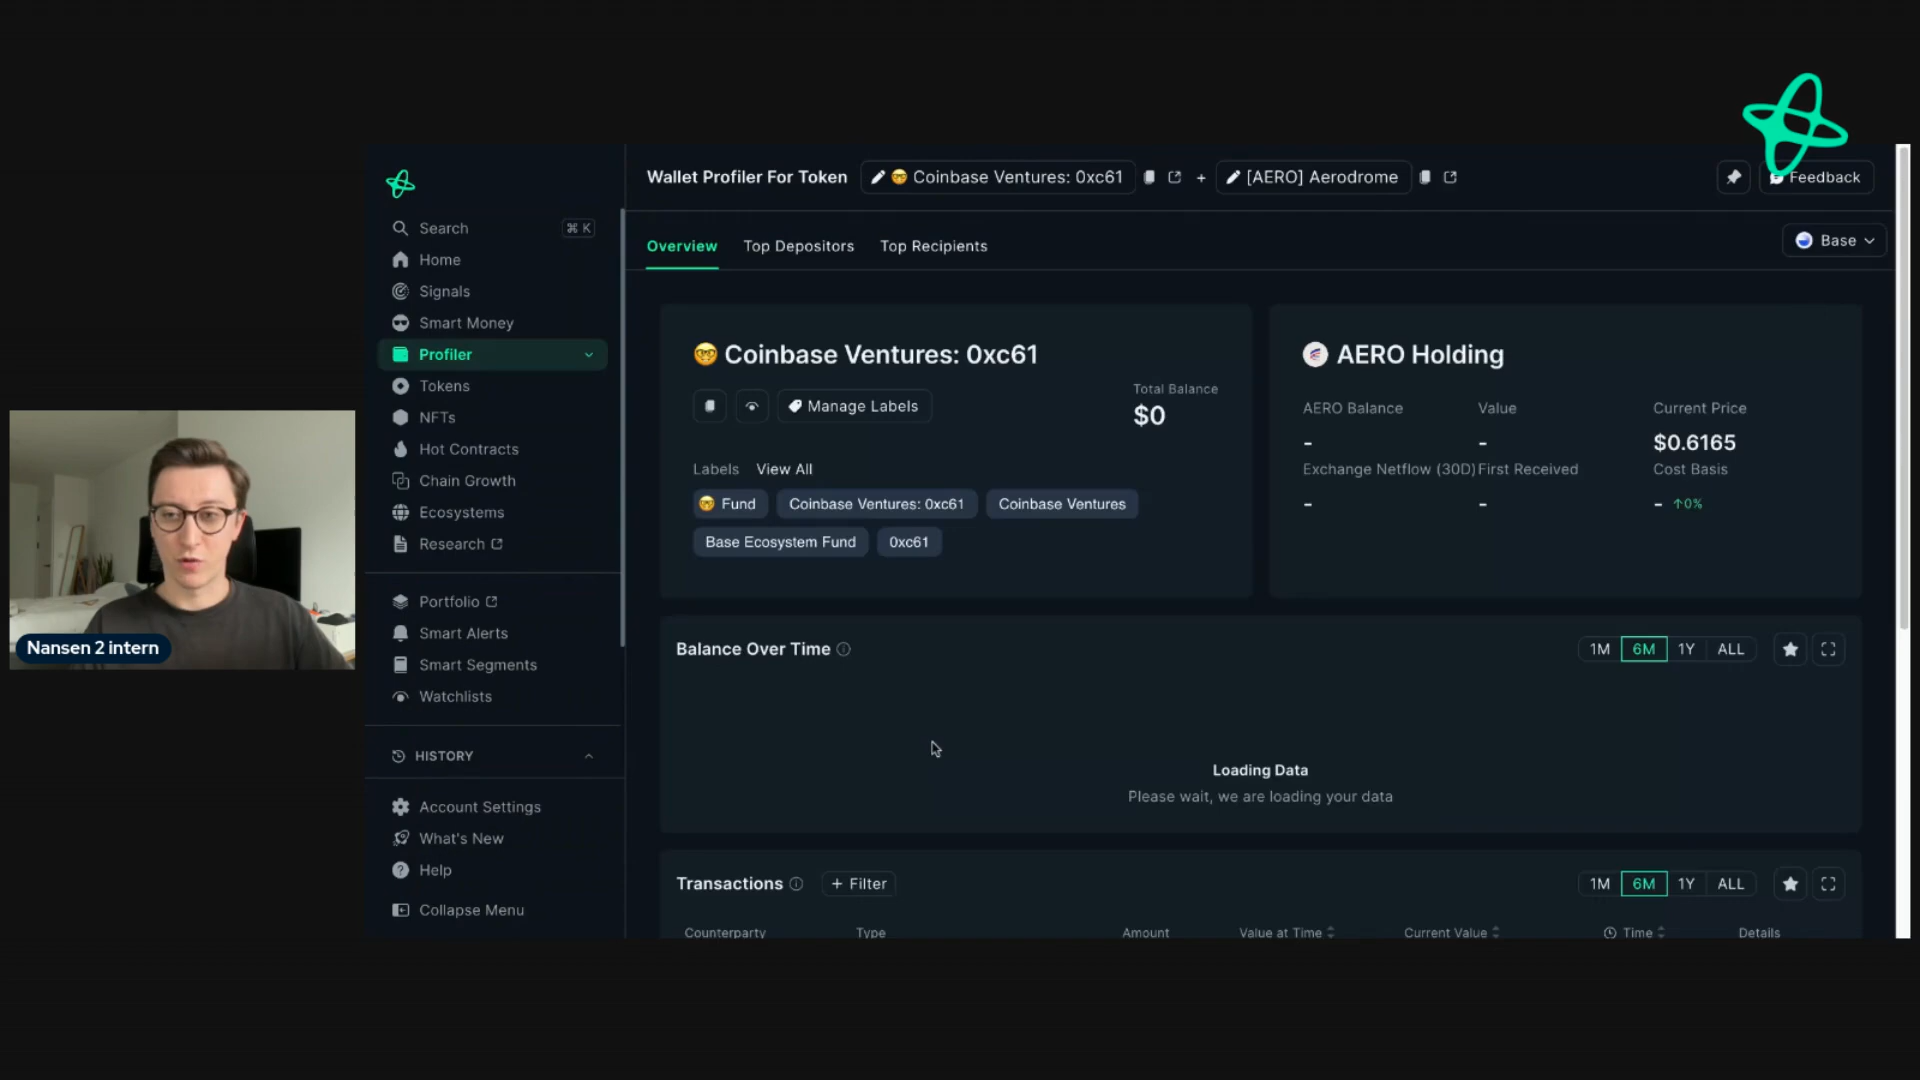 Wallet Profiler For Token
Coinbase Ventures: 0xc61
+
[AERO] Aerodrome
Feedback
Search
⌘ K
Home
Signals
Smart Money
Profiler
Tokens
NFTs
Hot Contracts
Chain Growth
Ecosystems
Research
Portfolio
Smart Alerts
Smart Segments
Watchlists
HISTORY
Account Settings
What's New
Help
Collapse Menu
Overview
Top Depositors
Top Recipients
Base
Coinbase Ventures: 0xc61
Manage Labels
Total Balance
$0
Labels
View All
Fund
Coinbase Ventures: 0xc61
Coinbase Ventures
Base Ecosystem Fund
0xc61
AERO Holding
AERO Balance
Value
Current Price
-
-
$0.6165
Exchange Netflow (30D)
First Received
Cost Basis
-
-
- ↑0%
Balance Over Time
1M
6M
1Y
ALL
Loading Data
Please wait, we are loading your data
Transactions
+ Filter
1M
6M
1Y
ALL
Counterparty
Type
Amount
Value at Time
Current Value
Time
Details
Nansen 2 intern